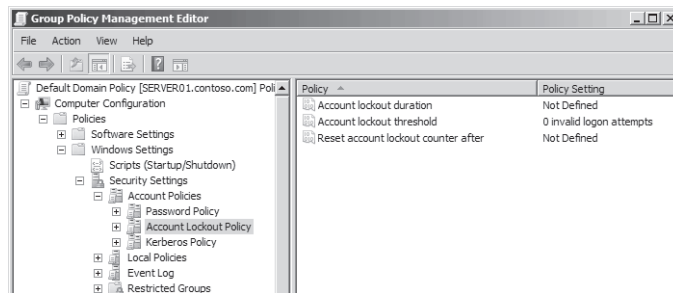 Group Policy Management Editor
File Action View Help
Default Domain Policy [SERVER01.contoso.com] Poli
Computer Configuration
Policies
Software Settings
Windows Settings
Scripts (Startup/Shutdown)
Security Settings
Account Policies
Password Policy
Account Lockout Policy
Kerberos Policy
Local Policies
Event Log
Restricted Groups
Policy Policy Setting
Account lockout duration Not Defined
Account lockout threshold 0 invalid logon attempts
Reset account lockout counter after Not Defined